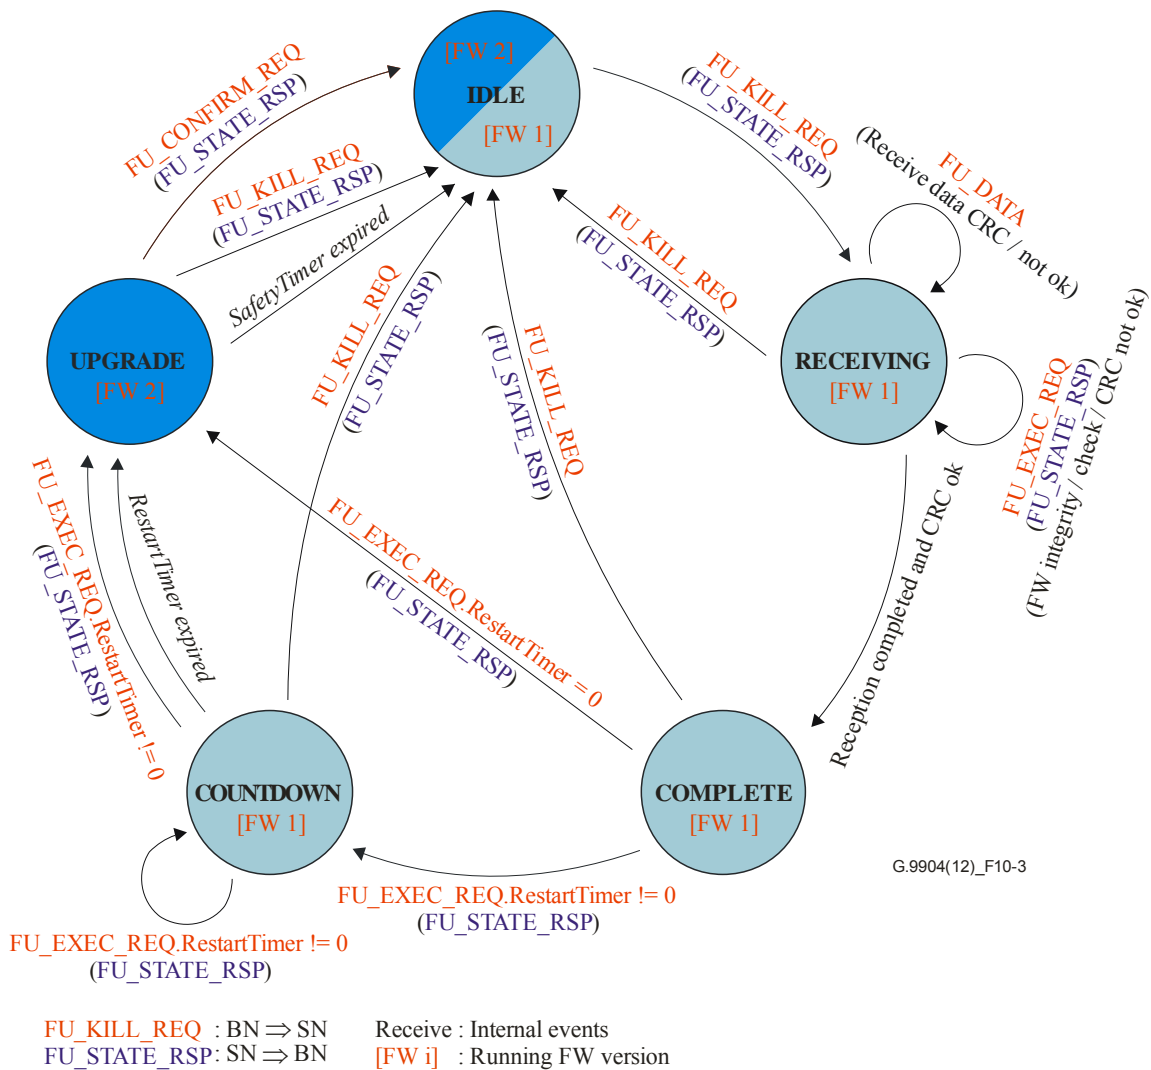 [FW 2]
IDLE
[FW 1]
FU_CONFIRM_REQ
(FU_STATE_RSP)
FU_KILL_REQ
(FU_STATE_RSP)
SafetyTimer expired
FU_KILL_REQ
(FU_STATE_RSP)
FU_KILL_REQ
(FU_STATE_RSP)
FU_KILL_REQ
(FU_STATE_RSP)
FU_KILL_REQ
(FU_STATE_RSP)
FU_DATA
(Receive data CRC / not ok)
UPGRADE
[FW 2]
RECEIVING
[FW 1]
FU_EXEC_REQ
(FU_STATE_RSP)
(FW integrity / check / CRC not ok)
FU_EXEC_REQ.RestartTimer != 0
(FU_STATE_RSP)
RestartTimer expired
FU_EXEC_REQ.RestartTimer = 0
(FU_STATE_RSP)
Reception completed and CRC ok
COUNTDOWN
[FW 1]
COMPLETE
[FW 1]
G.9904(12)_F10-3
FU_EXEC_REQ.RestartTimer != 0
(FU_STATE_RSP)
FU_EXEC_REQ.RestartTimer != 0
(FU_STATE_RSP)
FU_KILL_REQ : BN ⇒ SN
FU_STATE_RSP: SN ⇒ BN
Receive : Internal events
[FW i] : Running FW version